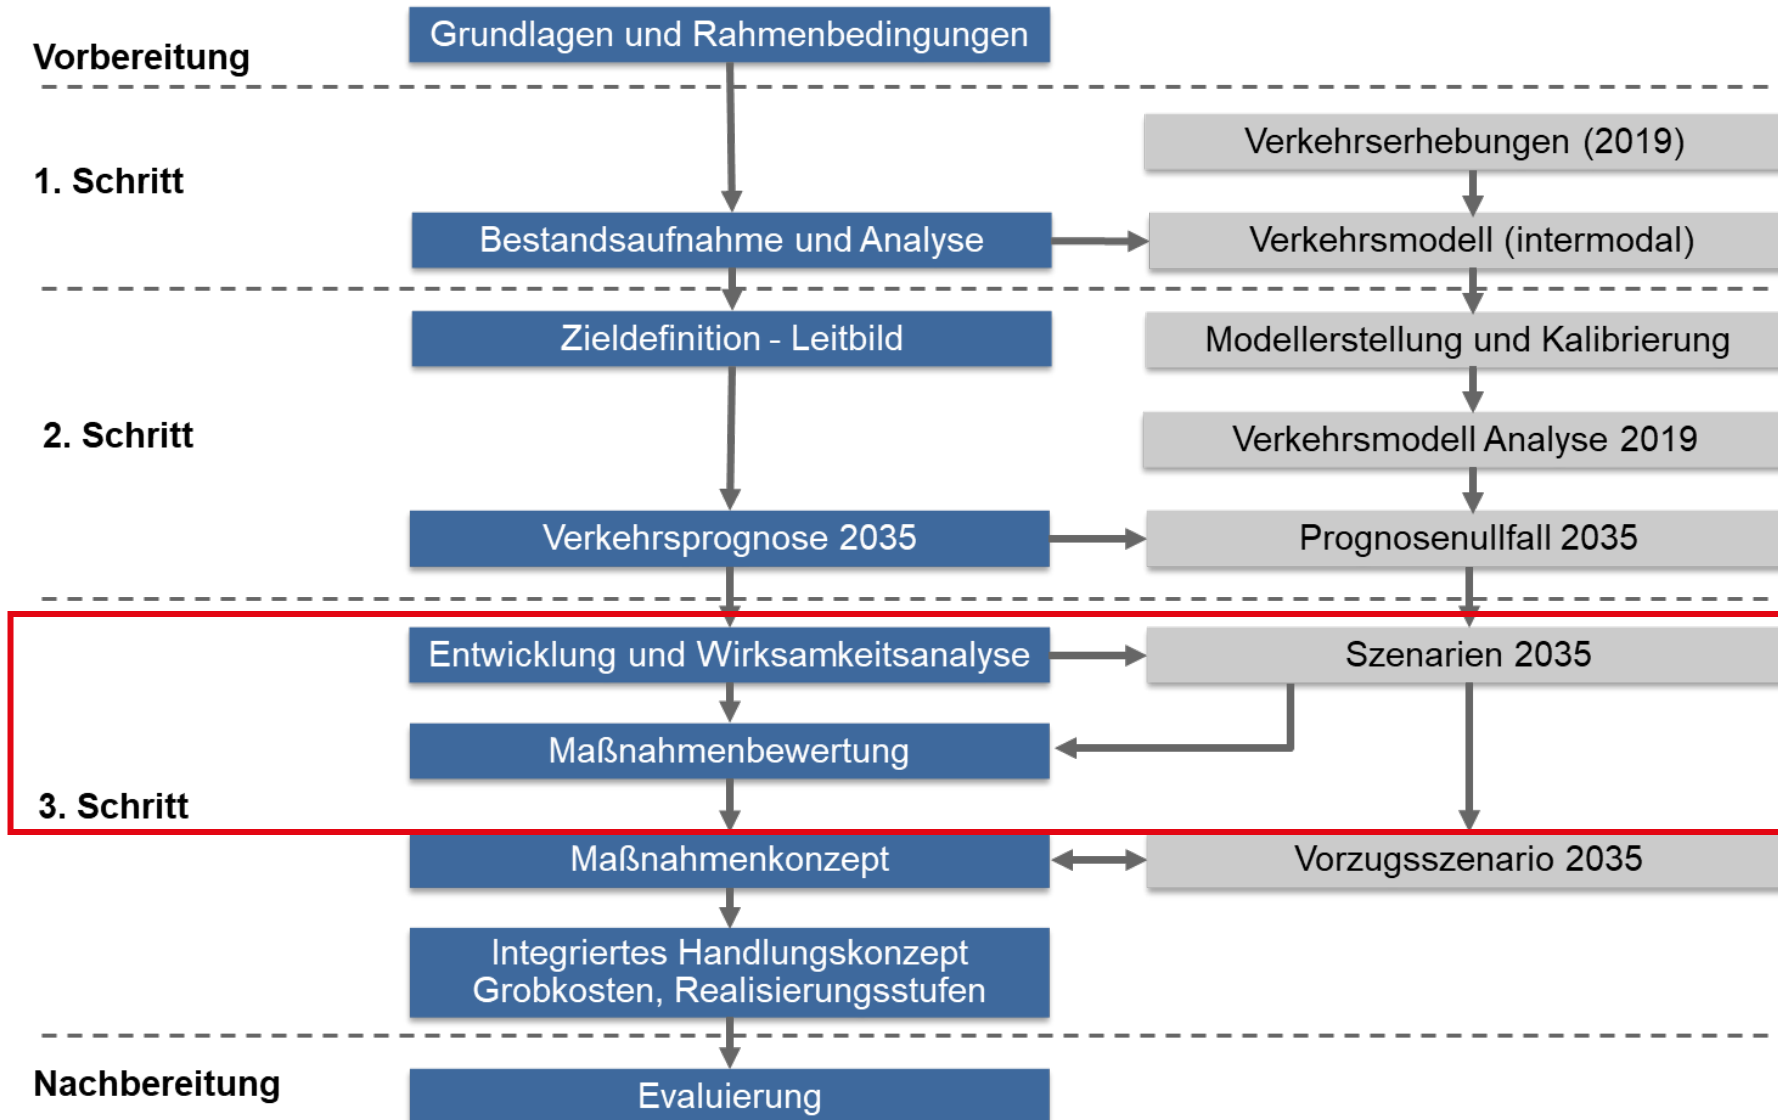 Grundlagen und Rahmenbedingungen
Vorbereitung
Verkehrserhebungen (2019)
1. Schritt
Bestandsaufnahme und Analyse
Verkehrsmodell (intermodal)
Zieldefinition - Leitbild
Modellerstellung und Kalibrierung
2. Schritt
Verkehrsmodell Analyse 2019
Verkehrsprognose 2035
Prognosenullfall 2035
Entwicklung und Wirksamkeitsanalyse
Szenarien 2035
Maßnahmenbewertung
3. Schritt
Maßnahmenkonzept
Vorzugsszenario 2035
Integriertes Handlungskonzept
Grobkosten, Realisierungsstufen
Nachbereitung
Evaluierung